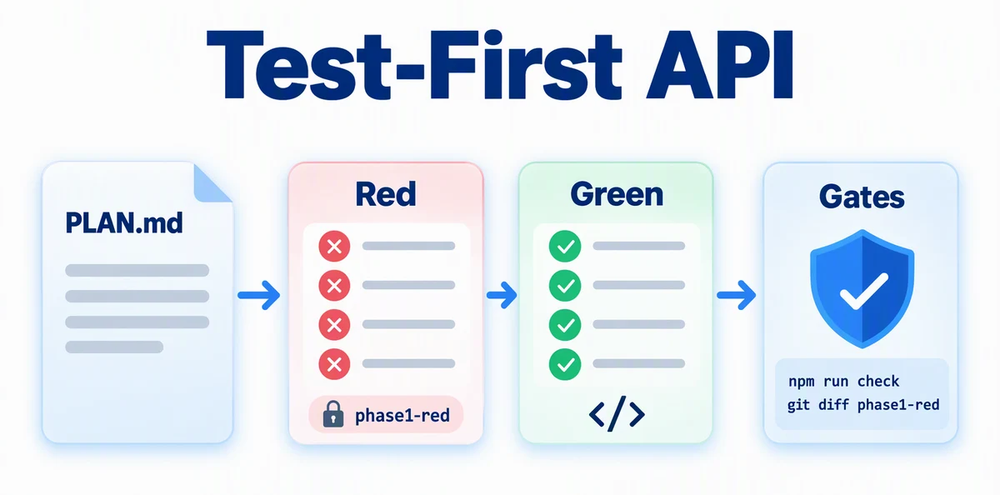 Test-First API
PLAN.md
Red
phase1-red
Green
</>
Gates
npm run check
git diff phase1-red